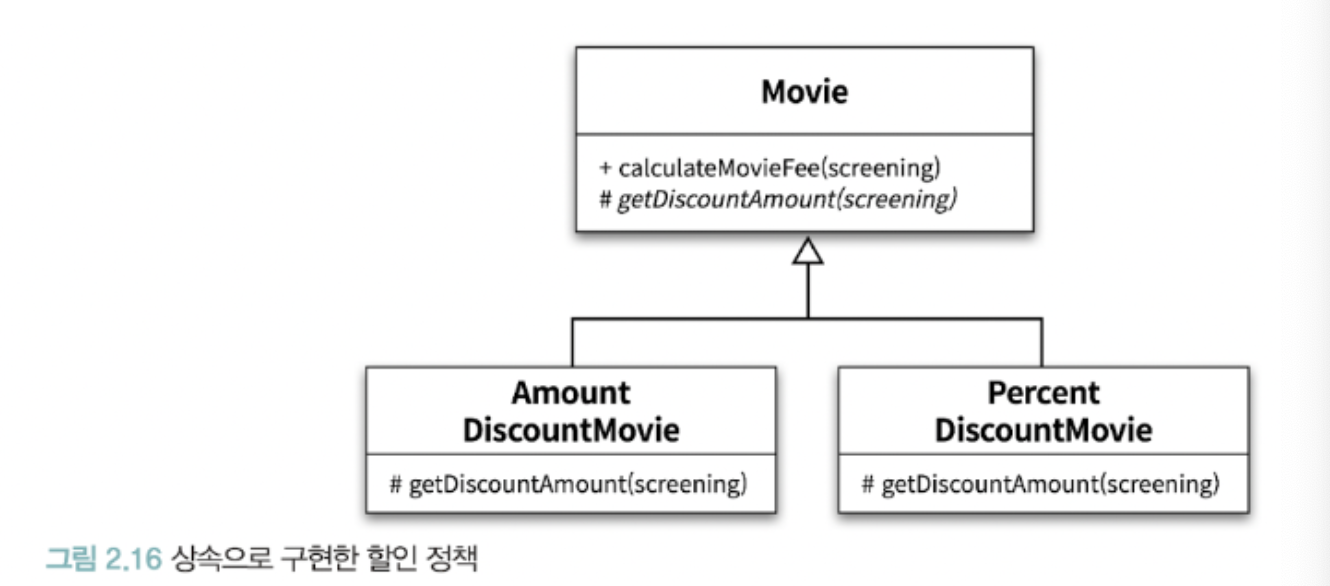 Movie
+ calculateMovieFee(screening)
# getDiscountAmount(screening)
Amount
DiscountMovie
# getDiscountAmount(screening)
Percent
DiscountMovie
# getDiscountAmount(screening)
그림 2.16 상속으로 구현한 할인 정책